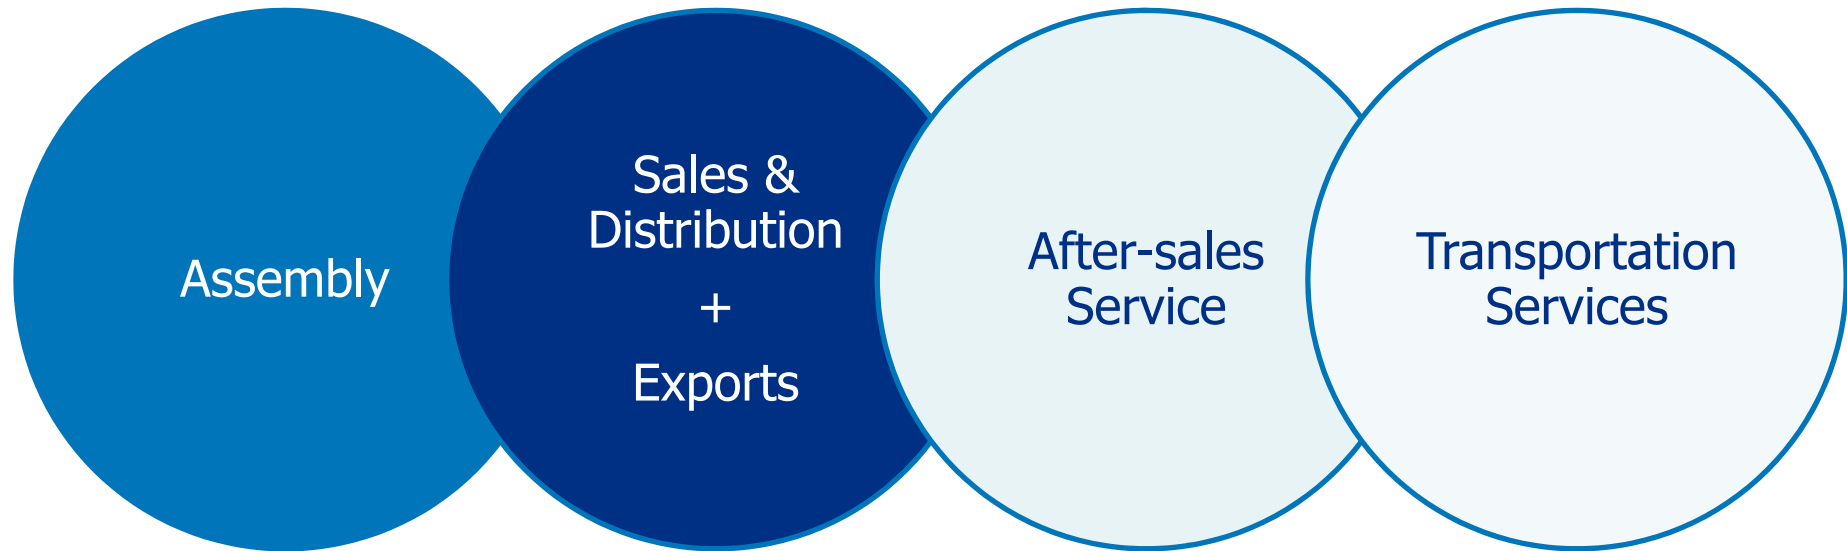 Assembly
Sales &
Distribution
+
Exports
After-sales
Service
Transportation
Services